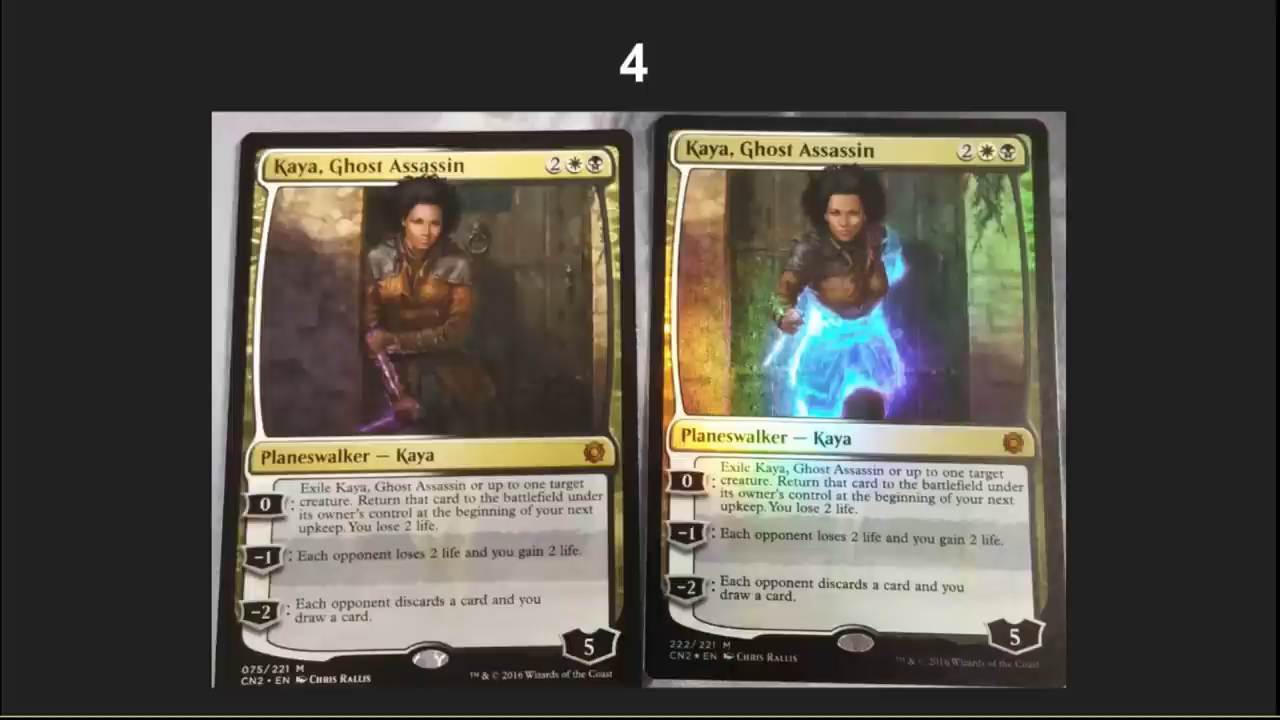 4
Kaya, Ghost Assassin 2
Planeswalker — Kaya
0 : Exile Kaya, Ghost Assassin or up to one target
creature. Return that card to the battlefield under
its owner's control at the beginning of your next
upkeep. You lose 2 life.
−1 : Each opponent loses 2 life and you gain 2 life.
−2 : Each opponent discards a card and you
draw a card.
5
075/221 M
CN2 • EN Chris Rallis
™ & © 2016 Wizards of the Coast
Kaya, Ghost Assassin 2
Planeswalker — Kaya
0 : Exile Kaya, Ghost Assassin or up to one target
creature. Return that card to the battlefield under
its owner's control at the beginning of your next
upkeep. You lose 2 life.
−1 : Each opponent loses 2 life and you gain 2 life.
−2 : Each opponent discards a card and you
draw a card.
5
222/221 M
CN2 ★ EN Chris Rallis
™ & © 2016 Wizards of the Coast